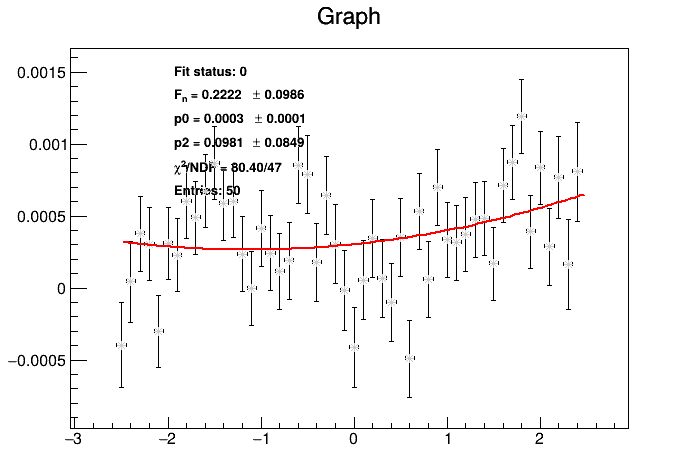 Graph
0.0015
0.001
0.0005
0
−0.0005
Fit status: 0
Fn = 0.2222 ± 0.0986
p0 = 0.0003 ± 0.0001
p2 = 0.0981 ± 0.0849
χ²/NDF = 80.40/47
Entries: 50
−3 −2 −1 0 1 2